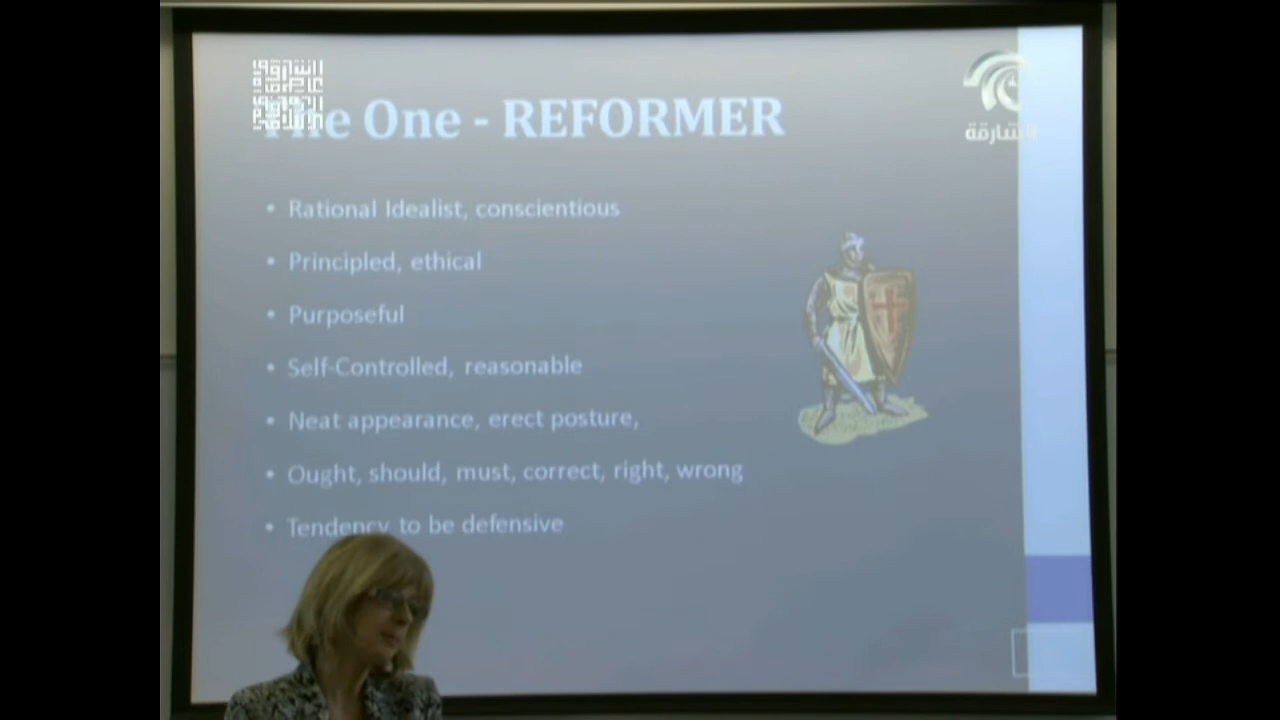 The One - REFORMER
الشارقة
• Rational Idealist, conscientious
• Principled, ethical
• Purposeful
• Self-Controlled, reasonable
• Neat appearance, erect posture,
• Ought, should, must, correct, right, wrong
• Tendency to be defensive